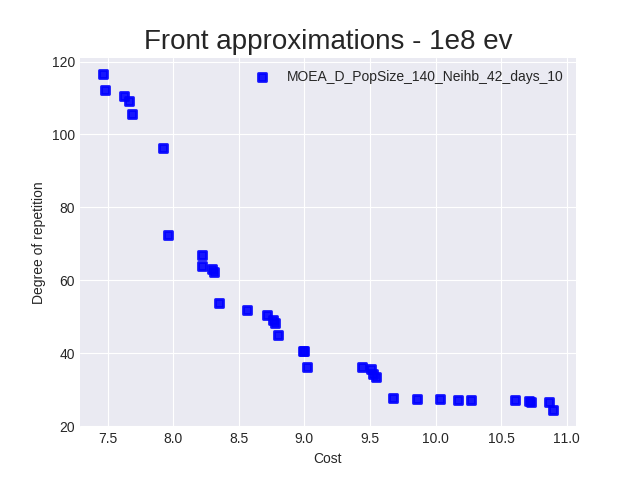 Front approximations - 1e8 ev
MOEA_D_PopSize_140_Neihb_42_days_10
Degree of repetition
120
100
80
60
40
20
7.5 8.0 8.5 9.0 9.5 10.0 10.5 11.0
Cost